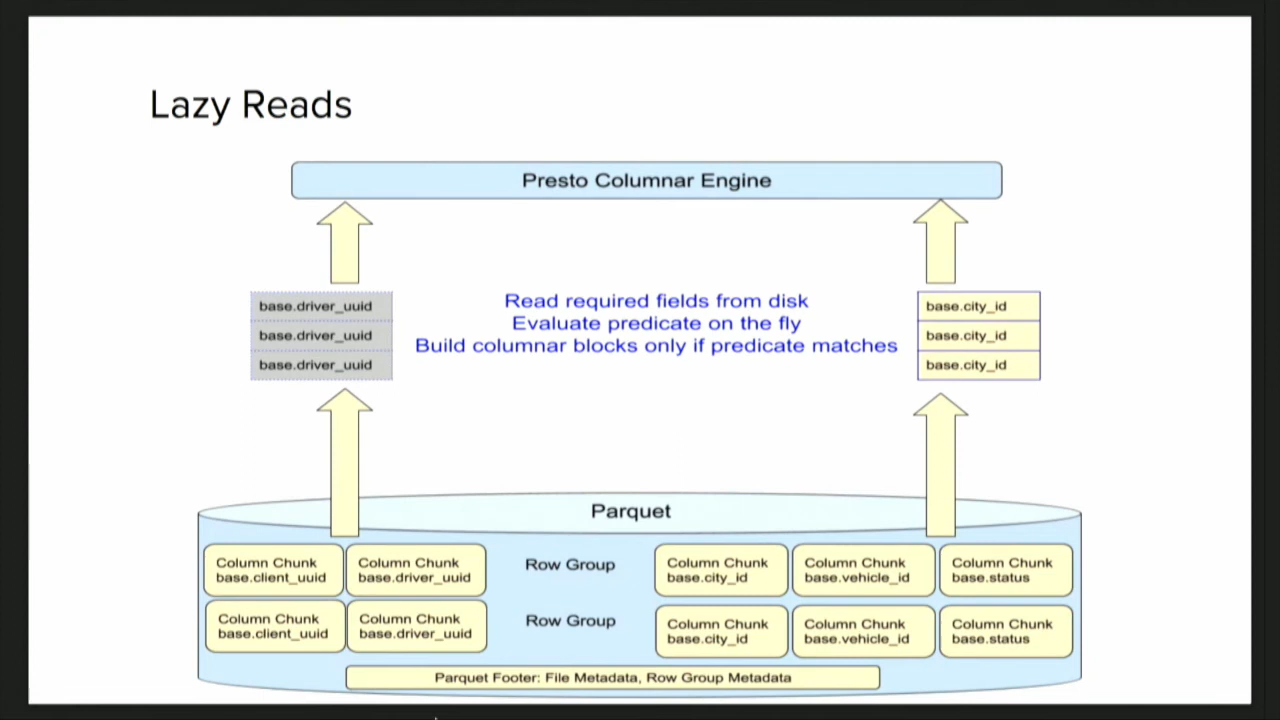 Lazy Reads
Presto Columnar Engine
base.driver_uuid
base.driver_uuid
base.driver_uuid
Read required fields from disk
Evaluate predicate on the fly
Build columnar blocks only if predicate matches
base.city_id
base.city_id
base.city_id
Parquet
Column Chunk
base.client_uuid
Column Chunk
base.driver_uuid
Row Group
Column Chunk
base.city_id
Column Chunk
base.vehicle_id
Column Chunk
base.status
Column Chunk
base.client_uuid
Column Chunk
base.driver_uuid
Row Group
Column Chunk
base.city_id
Column Chunk
base.vehicle_id
Column Chunk
base.status
Parquet Footer: File Metadata, Row Group Metadata